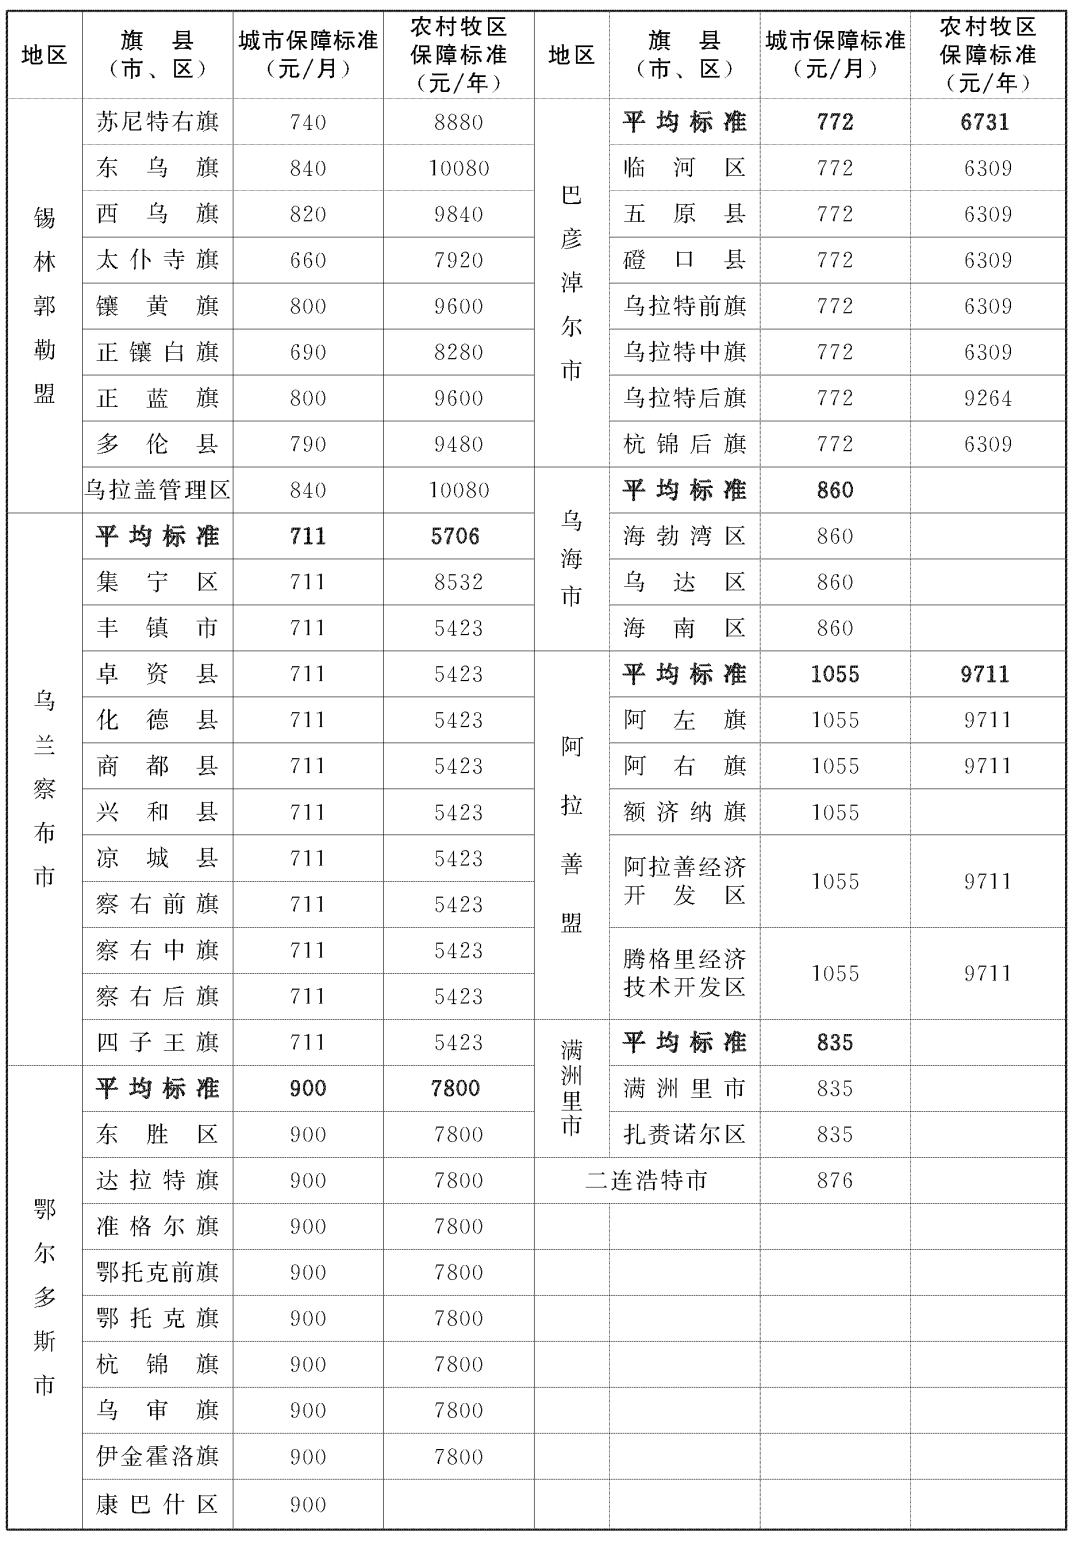 地区 旗 县 （市、区） 城市保障标准 （元/月） 农村牧区 保障标准 （元/年） 地区 旗 县 （市、区） 城市保障标准 （元/月） 农村牧区 保障标准 （元/年）
锡林郭勒盟
苏尼特右旗 740 8880
东乌旗 840 10080
西乌旗 820 9840
太仆寺旗 660 7920
镶黄旗 800 9600
正镶白旗 690 8280
正蓝旗 800 9600
多伦县 790 9480
乌拉盖管理区 840 10080
乌兰察布市
平均标准 711 5706
集宁区 711 8532
丰镇市 711 5423
卓资县 711 5423
化德县 711 5423
商都县 711 5423
兴和县 711 5423
凉城县 711 5423
察右前旗 711 5423
察右中旗 711 5423
察右后旗 711 5423
四子王旗 711 5423
鄂尔多斯市
平均标准 900 7800
东胜区 900 7800
达拉特旗 900 7800
准格尔旗 900 7800
鄂托克前旗 900 7800
鄂托克旗 900 7800
杭锦旗 900 7800
乌审旗 900 7800
伊金霍洛旗 900 7800
康巴什区 900
巴彦淖尔市
平均标准 772 6731
临河区 772 6309
五原县 772 6309
磴口县 772 6309
乌拉特前旗 772 6309
乌拉特中旗 772 6309
乌拉特后旗 772 9264
杭锦后旗 772 6309
乌海市
平均标准 860
海勃湾区 860
乌达区 860
海南区 860
阿拉善盟
平均标准 1055 9711
阿左旗 1055 9711
阿右旗 1055 9711
额济纳旗 1055
阿拉善经济
开发区 1055 9711
腾格里经济
技术开发区 1055 9711
满洲里市
平均标准 835
满洲里市 835
扎赉诺尔区 835
二连浩特市 876